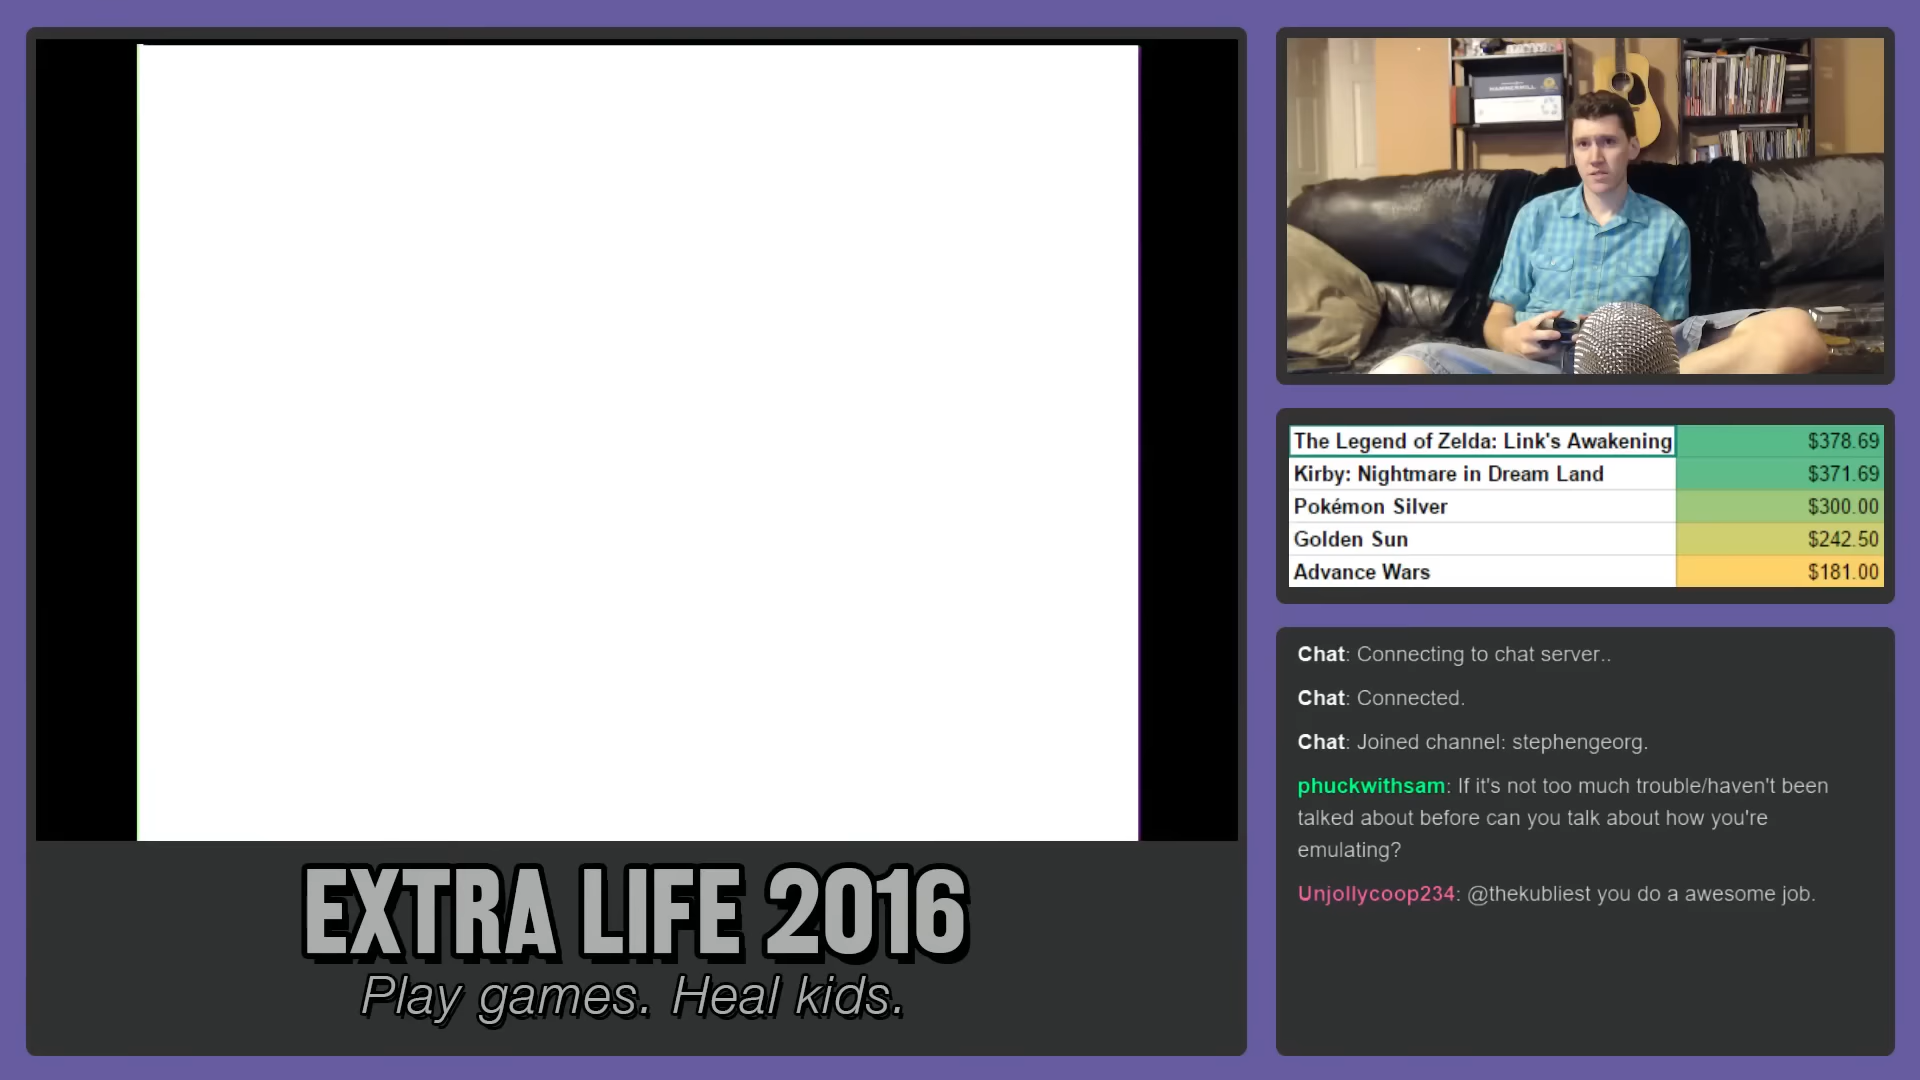 HAMMERMILL
The Legend of Zelda: Link's Awakening $378.69
Kirby: Nightmare in Dream Land $371.69
Pokémon Silver $300.00
Golden Sun $242.50
Advance Wars $181.00
Chat: Connecting to chat server..
Chat: Connected.
Chat: Joined channel: stephengeorg.
phuckwithsam: If it's not too much trouble/haven't been
talked about before can you talk about how you're
emulating?
Unjollycoop234: @thekubliest you do a awesome job.
EXTRA LIFE 2016
Play games. Heal kids.